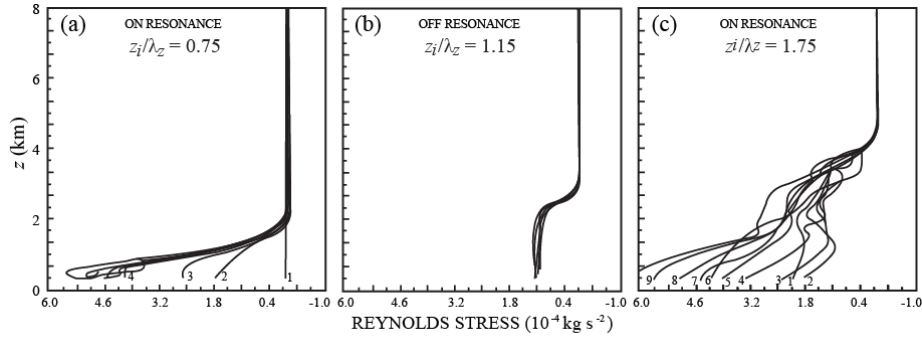 (a) ON RESONANCE
zi/λz = 0.75
(b) OFF RESONANCE
zi/λz = 1.15
(c) ON RESONANCE
zi/λz = 1.75
z (km)
8
6
4
2
0
4
3
2
1
9
8
7
6
5
4
3
1
2
6.0 4.6 3.2 1.8 0.4 -1.0
6.0 4.6 3.2 1.8 0.4 -1.0
6.0 4.6 3.2 1.8 0.4 -1.0
REYNOLDS STRESS (10⁻⁴ kg s⁻²)